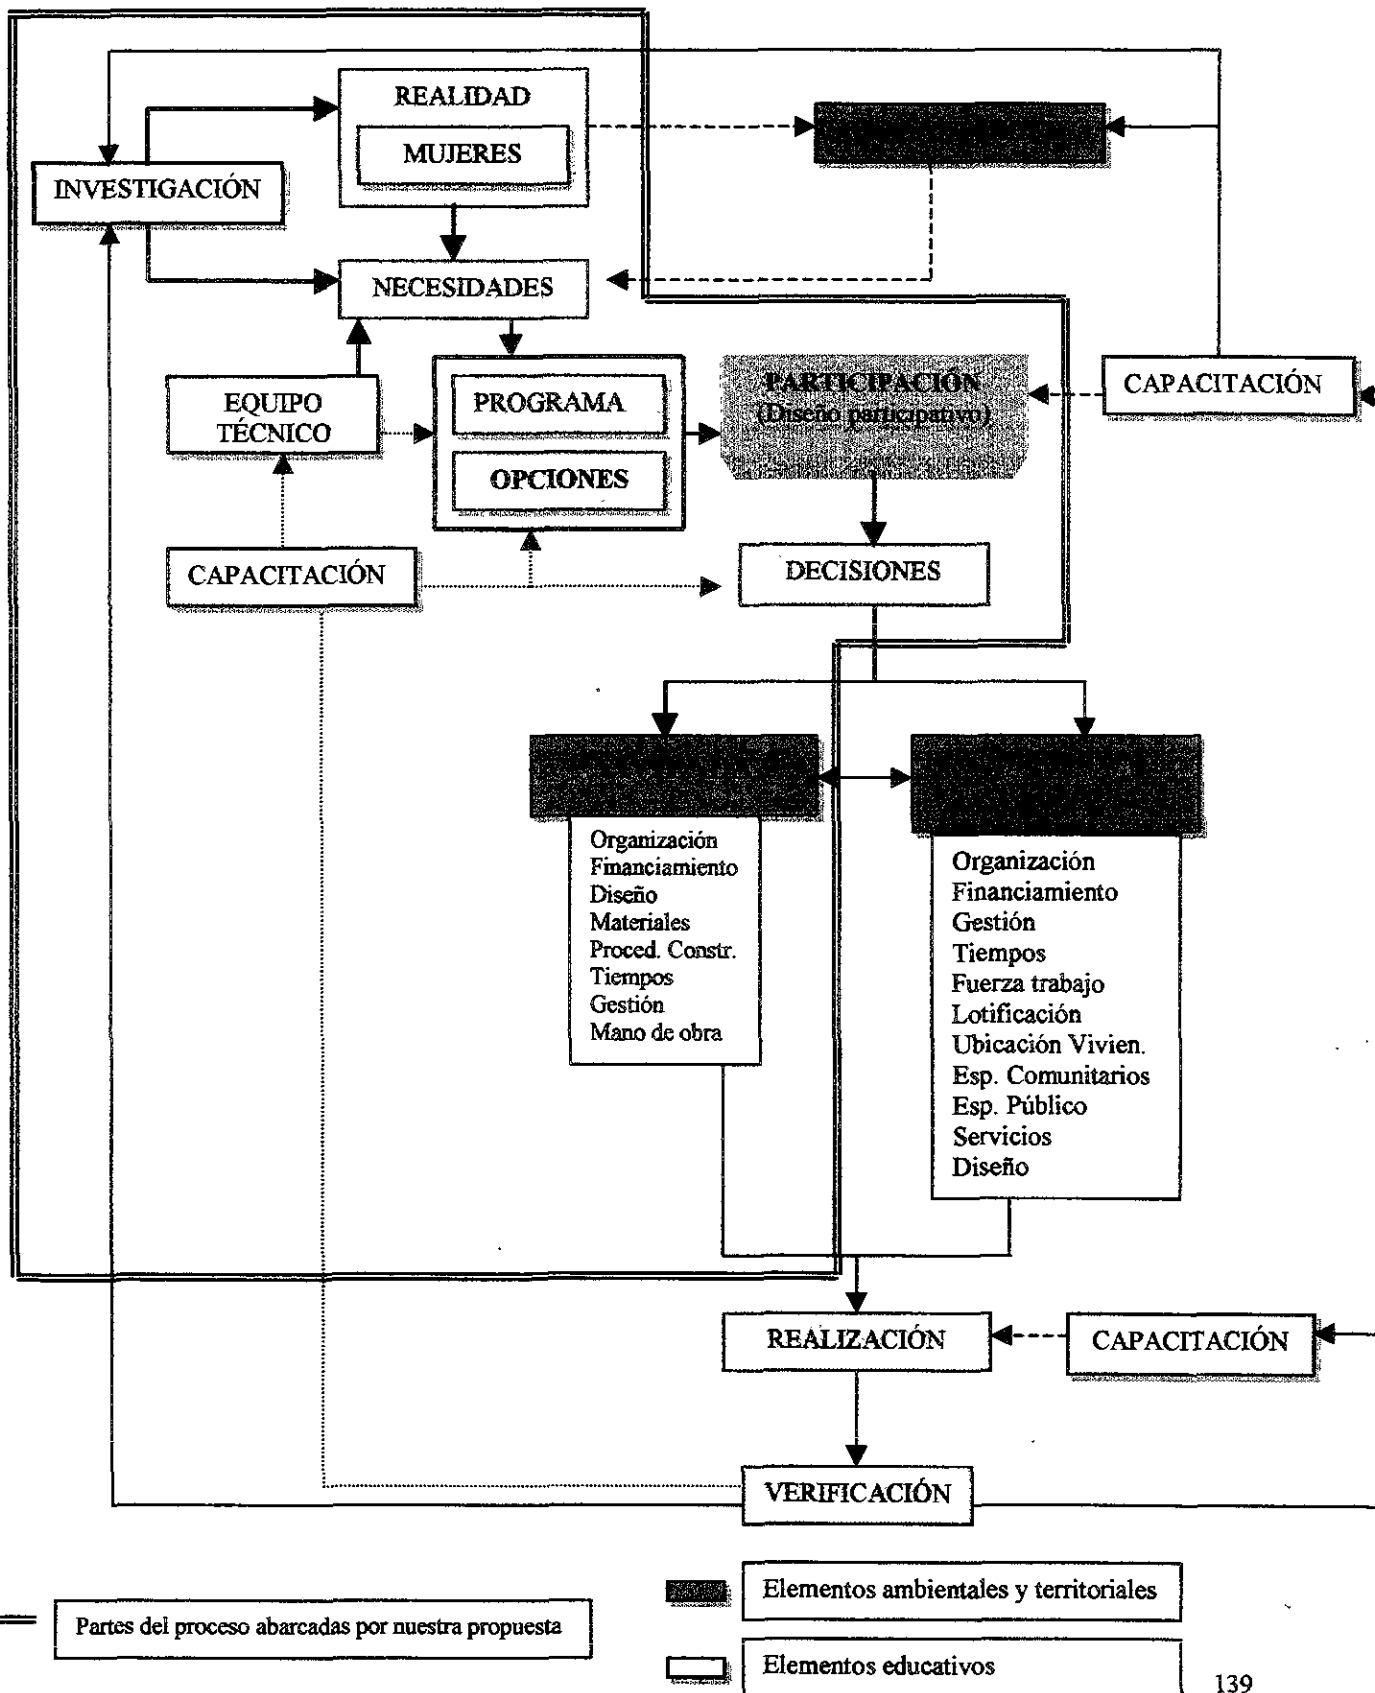 REALIDAD
MUJERES
INVESTIGACIÓN
NECESIDADES
EQUIPO
TÉCNICO
PROGRAMA
OPCIONES
PARTICIPACIÓN
(Diseño participativo)
CAPACITACIÓN
CAPACITACIÓN
DECISIONES
Organización
Financiamiento
Diseño
Materiales
Proced. Constr.
Tiempos
Gestión
Mano de obra
Organización
Financiamiento
Gestión
Tiempos
Fuerza trabajo
Lotificación
Ubicación Vivien.
Esp. Comunitarios
Esp. Público
Servicios
Diseño
REALIZACIÓN
CAPACITACIÓN
VERIFICACIÓN
Partes del proceso abarcadas por nuestra propuesta
Elementos ambientales y territoriales
Elementos educativos
139